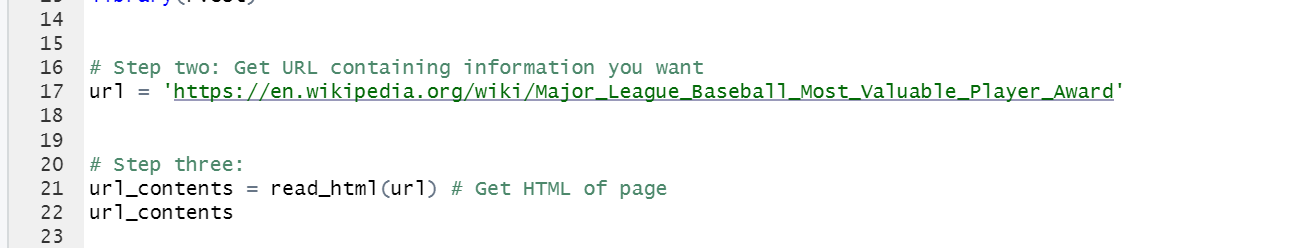 14
15
16 # Step two: Get URL containing information you want
17 url = 'https://en.wikipedia.org/wiki/Major_League_Baseball_Most_Valuable_Player_Award'
18
19
20 # Step three:
21 url_contents = read_html(url) # Get HTML of page
22 url_contents
23